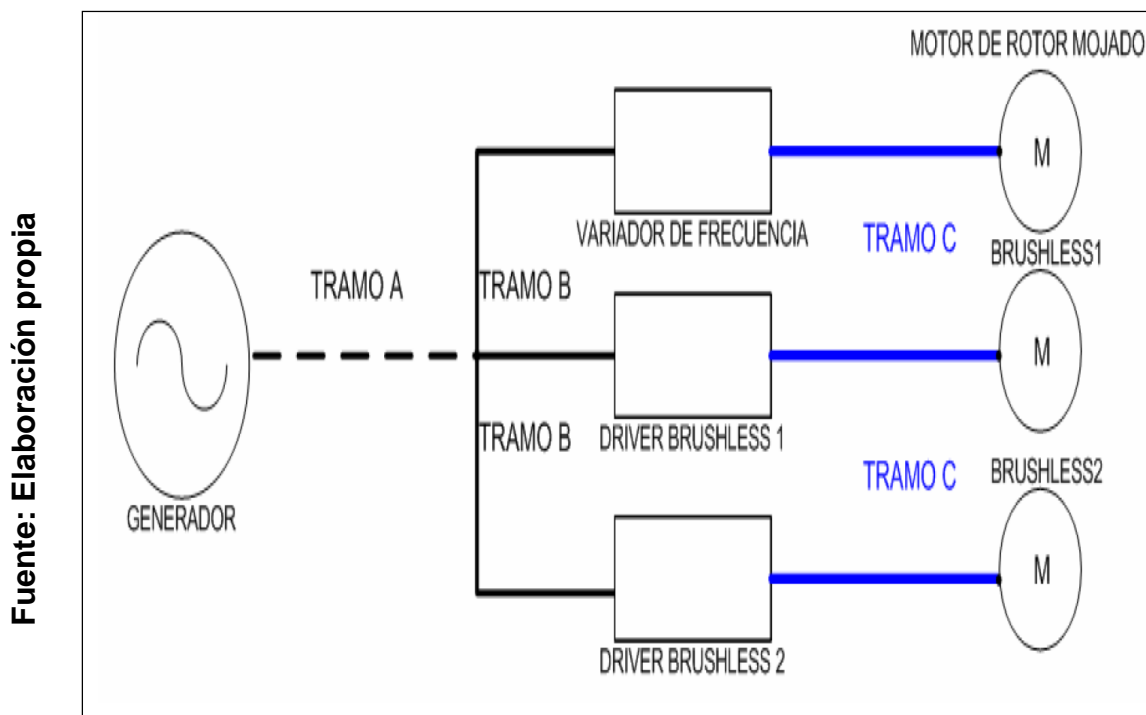 Fuente: Elaboración propia
MOTOR DE ROTOR MOJADO
M
VARIADOR DE FRECUENCIA
TRAMO C
BRUSHLESS1
TRAMO A
TRAMO B
M
GENERADOR
TRAMO B
DRIVER BRUSHLESS 1
TRAMO C
BRUSHLESS2
M
DRIVER BRUSHLESS 2